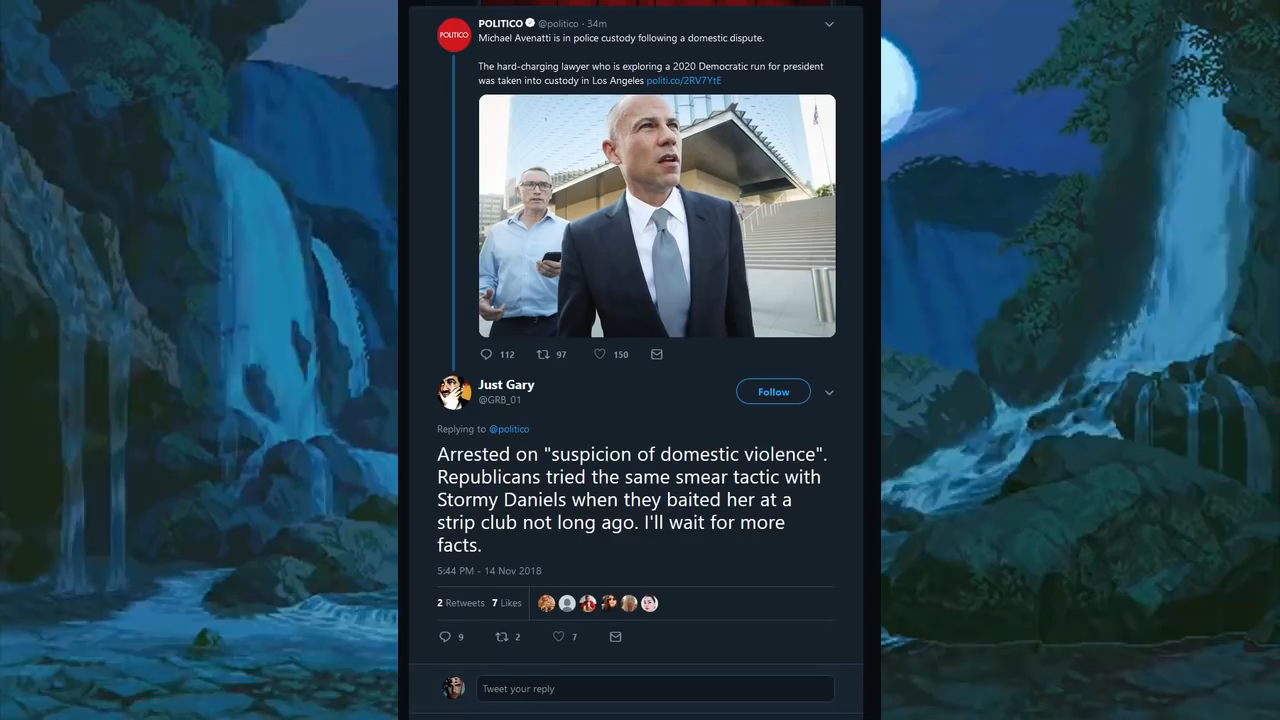 POLITICO @politico · 34m
Michael Avenatti is in police custody following a domestic dispute.
The hard-charging lawyer who is exploring a 2020 Democratic run for president
was taken into custody in Los Angeles politi.co/2RV7YtE
POLITICO
112 97 150
Just Gary
@GRB_01
Follow
Replying to @politico
Arrested on "suspicion of domestic violence".
Republicans tried the same smear tactic with
Stormy Daniels when they baited her at a
strip club not long ago. I'll wait for more
facs.
5:44 PM - 14 Nov 2018
2 Retweets 7 Likes
9 2 7
Tweet your reply